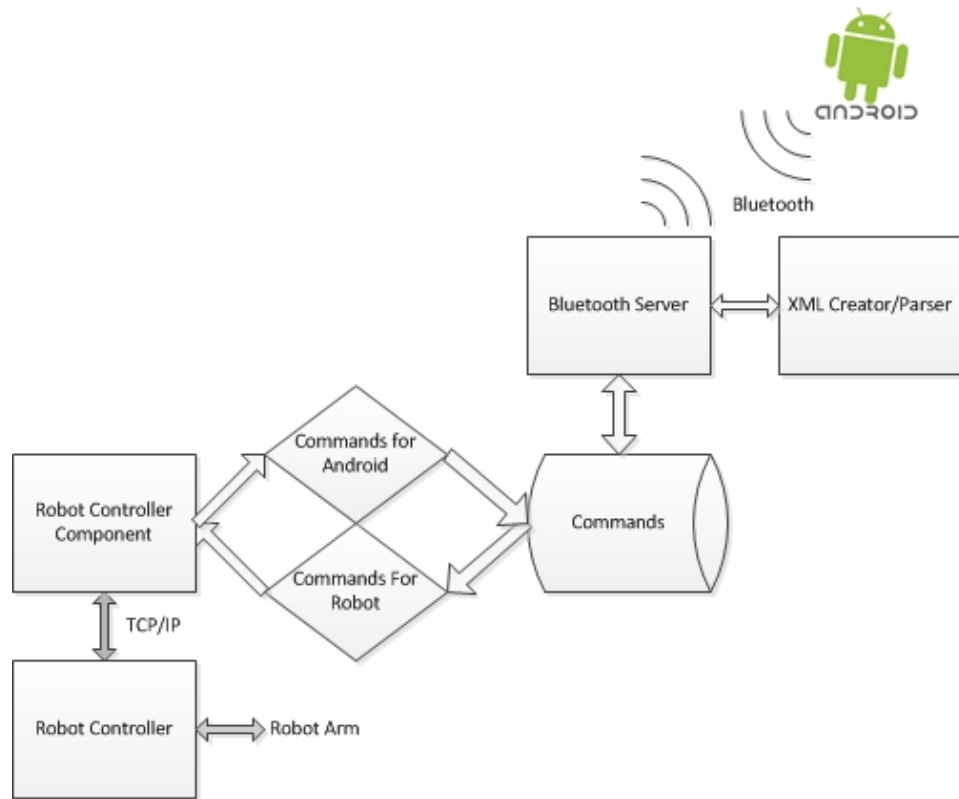 ANDROID
Bluetooth
Bluetooth Server
XML Creator/Parser
Commands for
Android
Robot Controller
Component
Commands
Commands For
Robot
TCP/IP
Robot Controller
Robot Arm